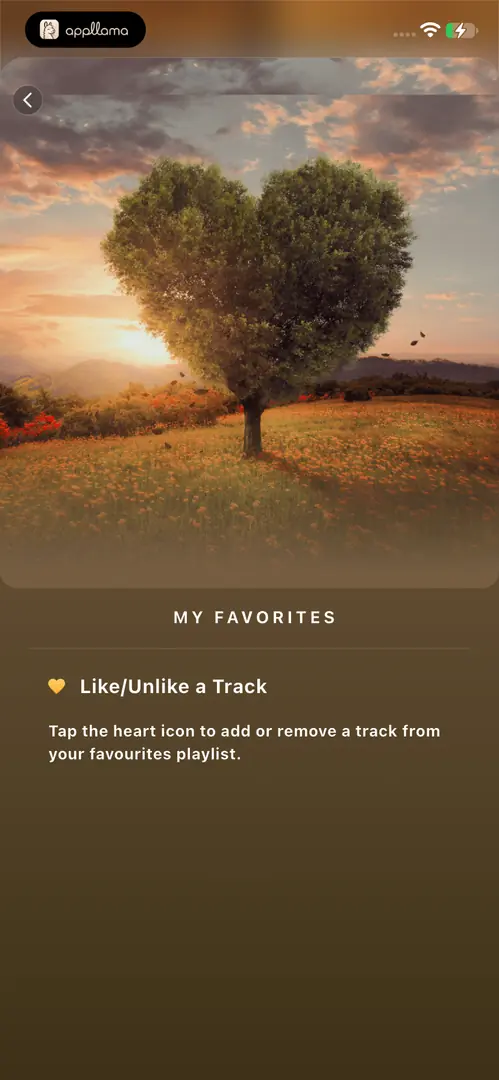 appllama
MY FAVORITES
Like/Unlike a Track
Tap the heart icon to add or remove a track from
your favourites playlist.